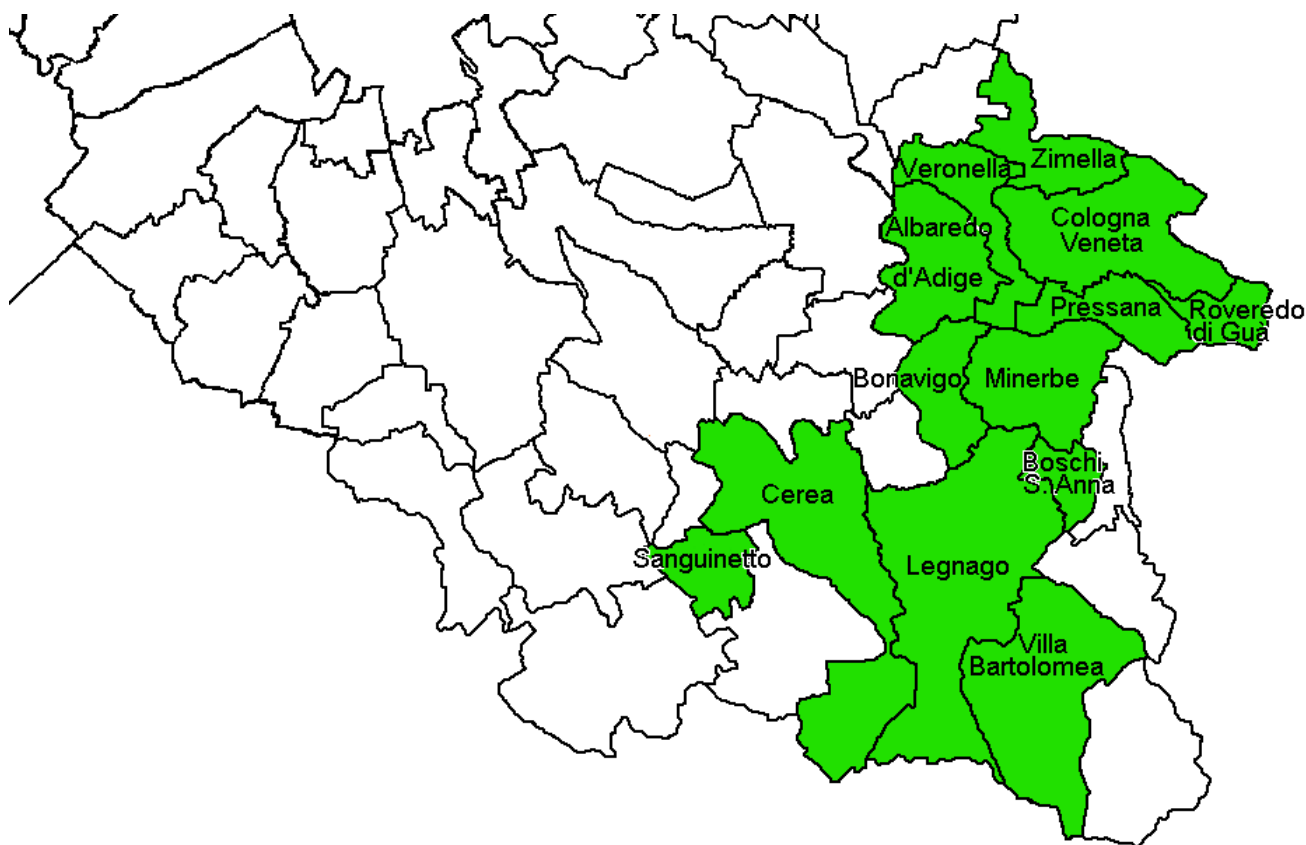 Zimella
Veronella
Cologna
Veneta
Albaredo
d'Adige
Pressana
Roveredo
di Guà
Bonavigo
Minerbe
Boschi
S. Anna
Cerea
Sanguinetto
Legnago
Villa
Bartolomea